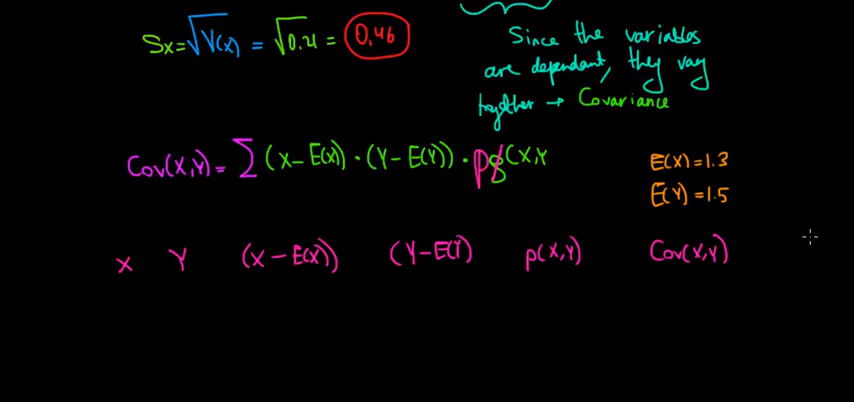 Sx = √V(x) = √0.21 = 0,46
Since the variables
are dependant, they vary
together → Covariance
Cov(X,Y) = Σ (X – E(X)) · (Y – E(Y)) · p(X,Y
E(X) = 1.3
E(Y) = 1.5
X Y (X – E(X)) (Y – E(Y) p(X,Y) Cov(X,Y)